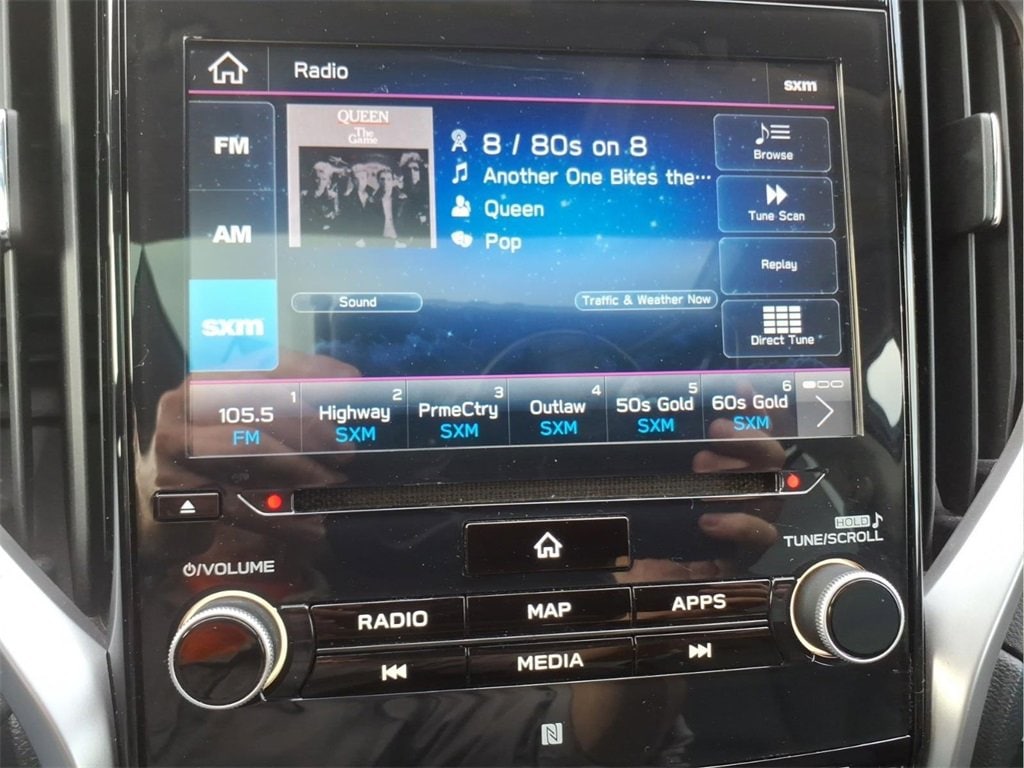 Radio
sxm
FM
AM
sxm
QUEEN
The
Game
8 / 80s on 8
Another One Bites the...
Queen
Pop
Browse
Tune Scan
Replay
Direct Tune
Sound
Traffic & Weather Now
1
105.5
FM
2
Highway
SXM
3
PrmeCtry
SXM
4
Outlaw
SXM
5
50s Gold
SXM
6
60s Gold
SXM
/VOLUME
HOLD
TUNE/SCROLL
RADIO
MAP
APPS
MEDIA
N